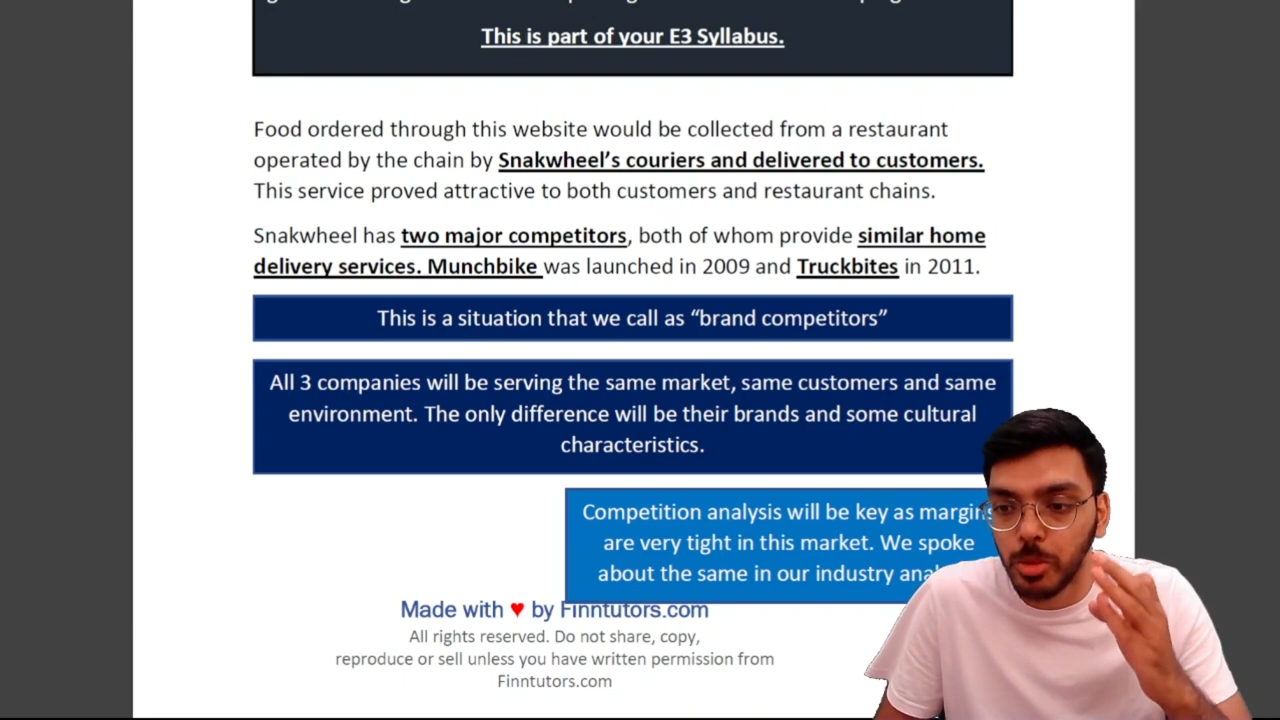 This is part of your E3 Syllabus.
Food ordered through this website would be collected from a restaurant
operated by the chain by Snakwheel’s couriers and delivered to customers.
This service proved attractive to both customers and restaurant chains.
Snakwheel has two major competitors, both of whom provide similar home
delivery services. Munchbike was launched in 2009 and Truckbites in 2011.
This is a situation that we call as “brand competitors”
All 3 companies will be serving the same market, same customers and same
environment. The only difference will be their brands and some cultural
characteristics.
Competition analysis will be key as margins
are very tight in this market. We spoke
about the same in our industry
Made with ♥ by Finntutors.com
All rights reserved. Do not share, copy,
reproduce or sell unless you have written permission from
Finntutors.com